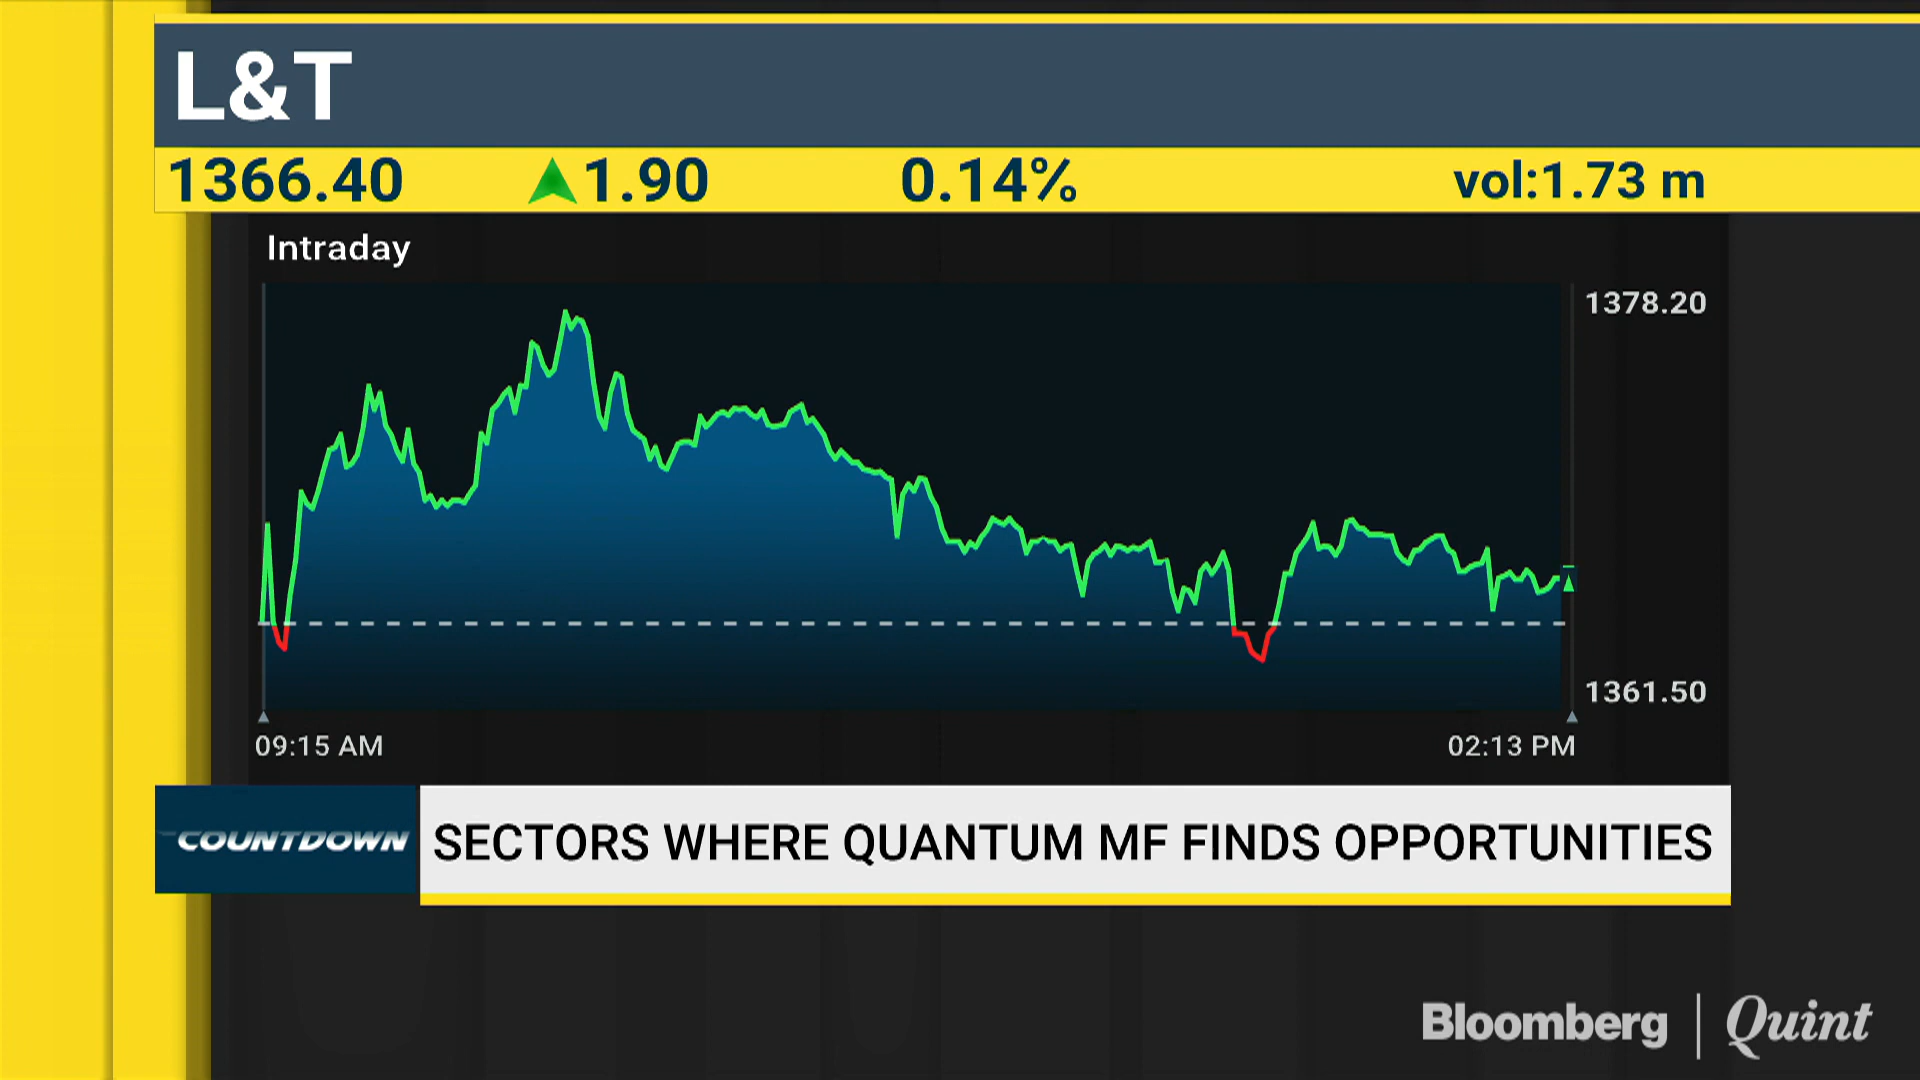 L&T
1366.40 ▲1.90 0.14% vol:1.73 m
Intraday
1378.20
1361.50
09:15 AM 02:13 PM
COUNTDOWN
SECTORS WHERE QUANTUM MF FINDS OPPORTUNITIES
Bloomberg | Quint